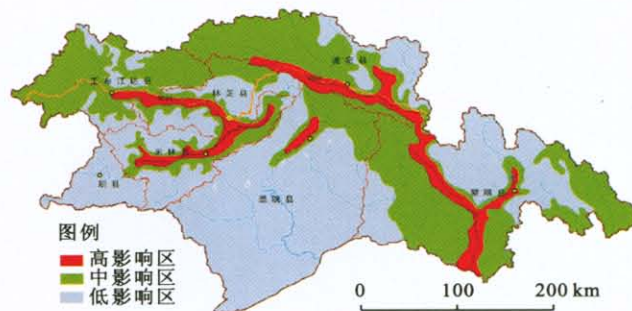 波密县
工布江达县
林芝县
米林县
朗县
墨脱县
察隅县
图例
高影响区
中影响区
低影响区
0 100 200 km